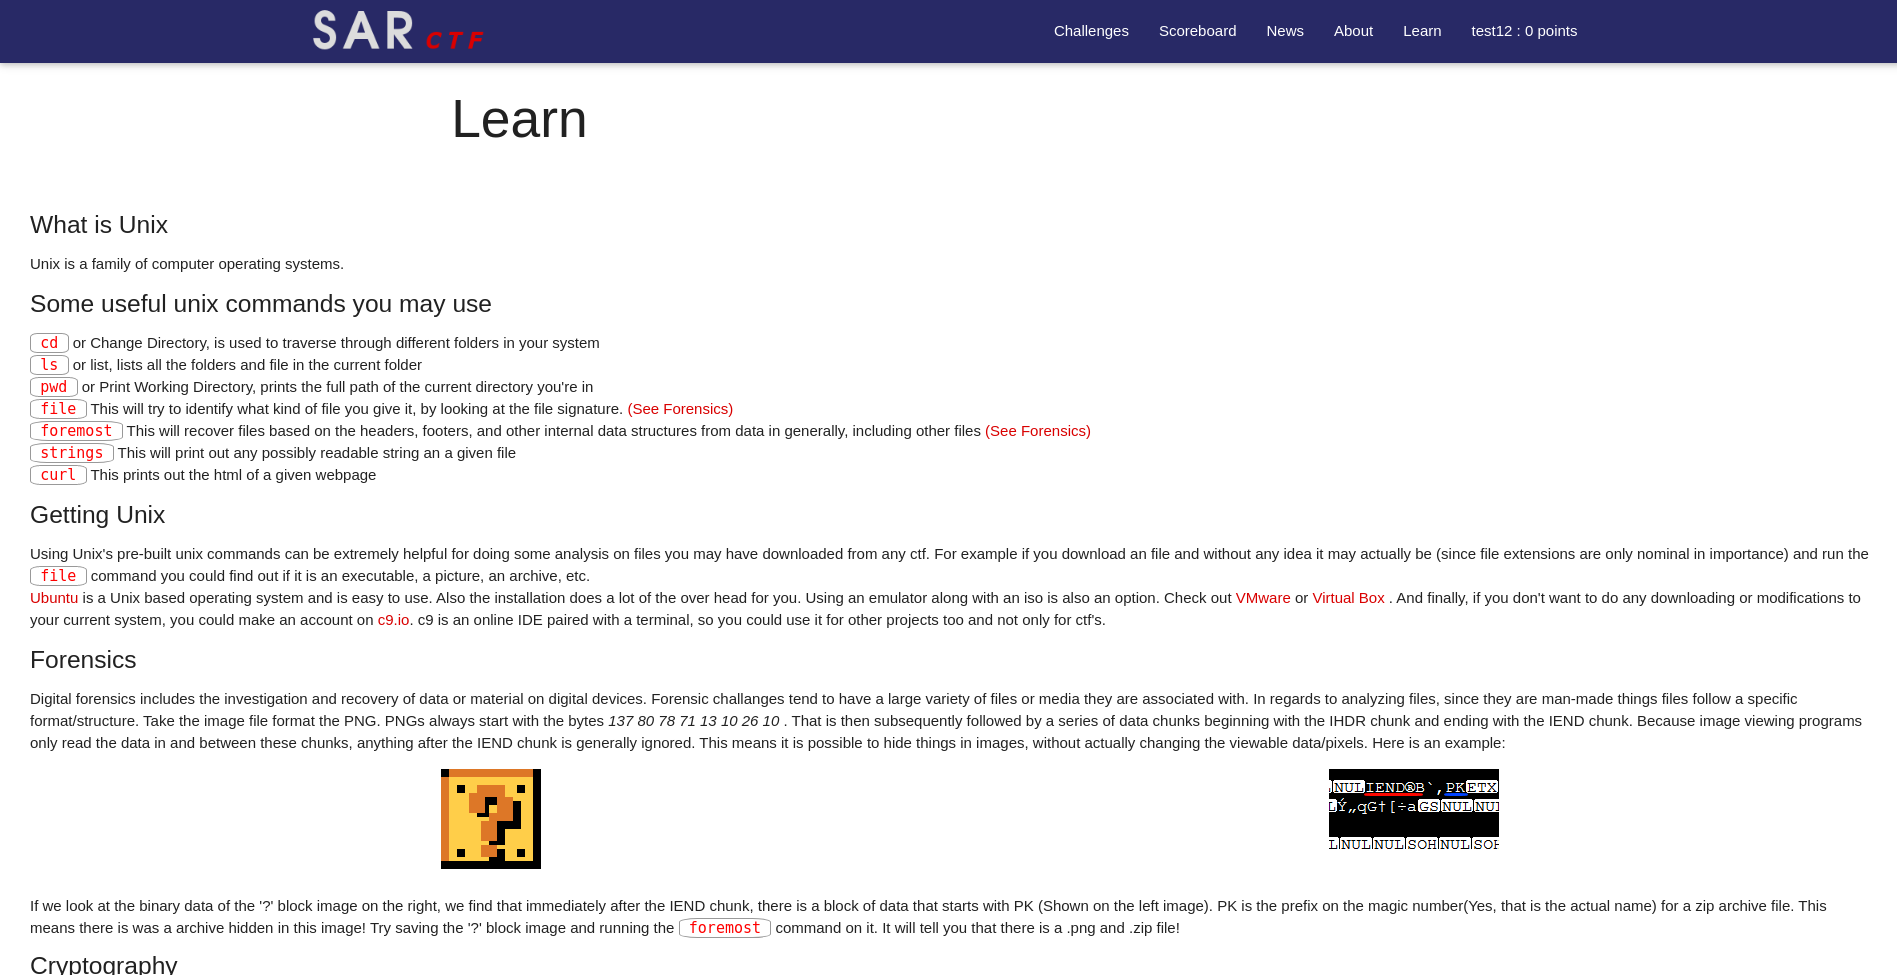 SAR CTF
Challenges Scoreboard News About Learn test12 : 0 points
Learn
What is Unix
Unix is a family of computer operating systems.
Some useful unix commands you may use
cd or Change Directory, is used to traverse through different folders in your system
ls or list, lists all the folders and file in the current folder
pwd or Print Working Directory, prints the full path of the current directory you're in
file This will try to identify what kind of file you give it, by looking at the file signature. (See Forensics)
foremost This will recover files based on the headers, footers, and other internal data structures from data in generally, including other files (See Forensics)
strings This will print out any possibly readable string an a given file
curl This prints out the html of a given webpage
Getting Unix
Using Unix's pre-built unix commands can be extremely helpful for doing some analysis on files you may have downloaded from any ctf. For example if you download an file and without any idea it may actually be (since file extensions are only nominal in importance) and run the
file command you could find out if it is an executable, a picture, an archive, etc.
Ubuntu is a Unix based operating system and is easy to use. Also the installation does a lot of the over head for you. Using an emulator along with an iso is also an option. Check out VMware or Virtual Box . And finally, if you don't want to do any downloading or modifications to
your current system, you could make an account on c9.io. c9 is an online IDE paired with a terminal, so you could use it for other projects too and not only for ctf's.
Forensics
Digital forensics includes the investigation and recovery of data or material on digital devices. Forensic challanges tend to have a large variety of files or media they are associated with. In regards to analyzing files, since they are man-made things files follow a specific
format/structure. Take the image file format the PNG. PNGs always start with the bytes 137 80 78 71 13 10 26 10 . That is then subsequently followed by a series of data chunks beginning with the IHDR chunk and ending with the IEND chunk. Because image viewing programs
only read the data in and between these chunks, anything after the IEND chunk is generally ignored. This means it is possible to hide things in images, without actually changing the viewable data/pixels. Here is an example:
?
NUL IEND®B`‚PK ETX
Ý„qG†[÷a GS NUL NUL
NUL NUL SOH NUL SOH
If we look at the binary data of the '?' block image on the right, we find that immediately after the IEND chunk, there is a block of data that starts with PK (Shown on the left image). PK is the prefix on the magic number(Yes, that is the actual name) for a zip archive file. This
means there is was a archive hidden in this image! Try saving the '?' block image and running the foremost command on it. It will tell you that there is a .png and .zip file!
Cryptography